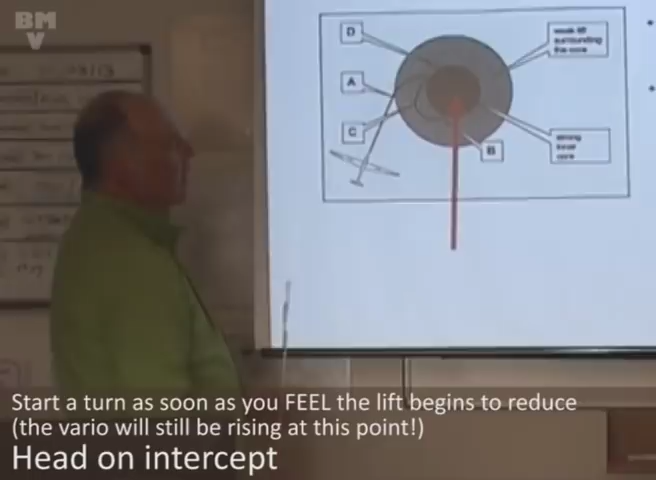 BM
V
D
weak lift
surrounding
the core
A
C
B
strong
inner
core
Start a turn as soon as you FEEL the lift begins to reduce
(the vario will still be rising at this point!)
Head on intercept